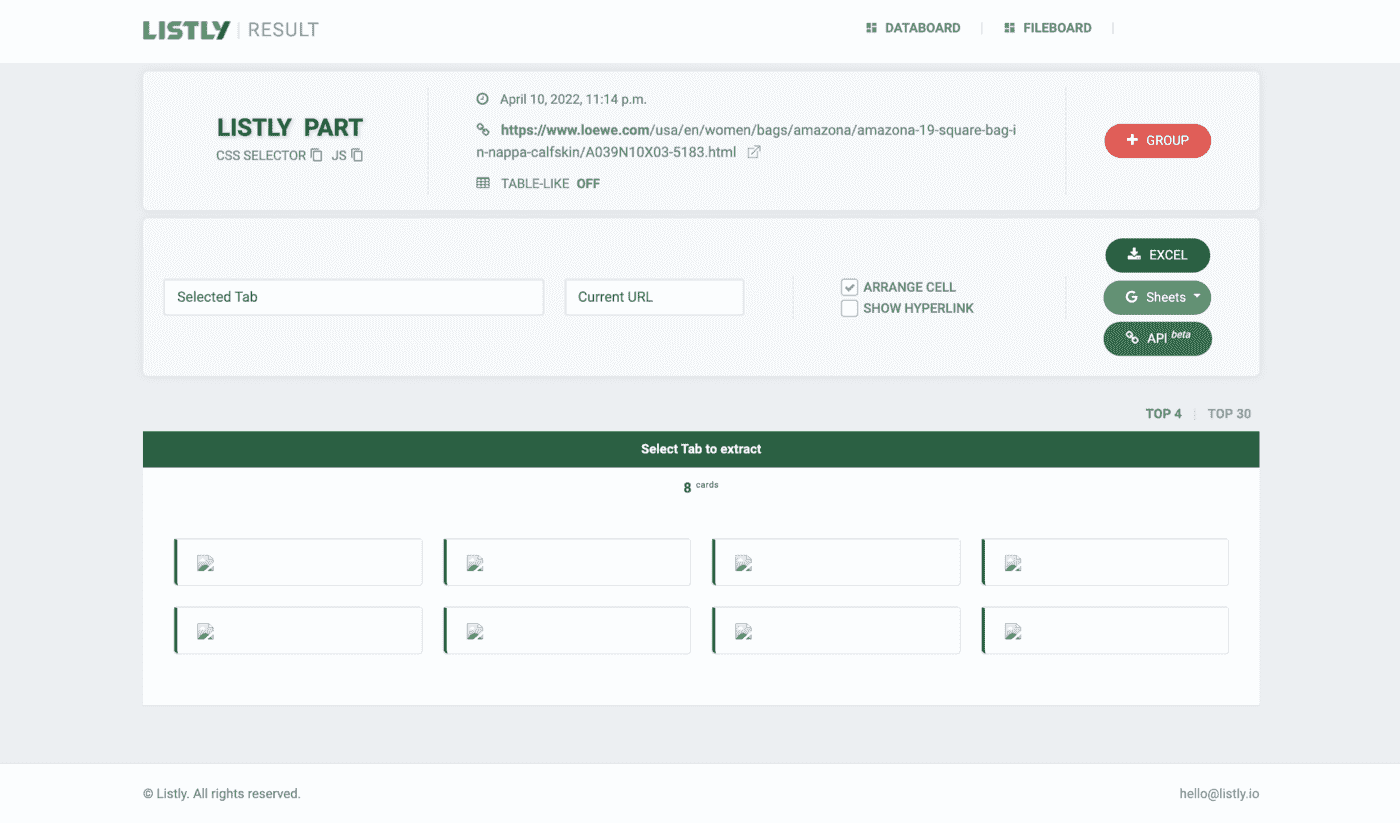 LISTLY | RESULT
DATABOARD | FILEBOARD |
April 10, 2022, 11:14 p.m.
LISTLY PART
CSS SELECTOR JS
https://www.loewe.com/usa/en/women/bags/amazona/amazona-19-square-bag-i
n-nappa-calfskin/A039N10X03-5183.html
TABLE-LIKE OFF
+ GROUP
EXCEL
Selected Tab
Current URL
ARRANGE CELL
SHOW HYPERLINK
G Sheets
API beta
TOP 4 | TOP 30
Select Tab to extract
8 cards
© Listly. All rights reserved.
hello@listly.io